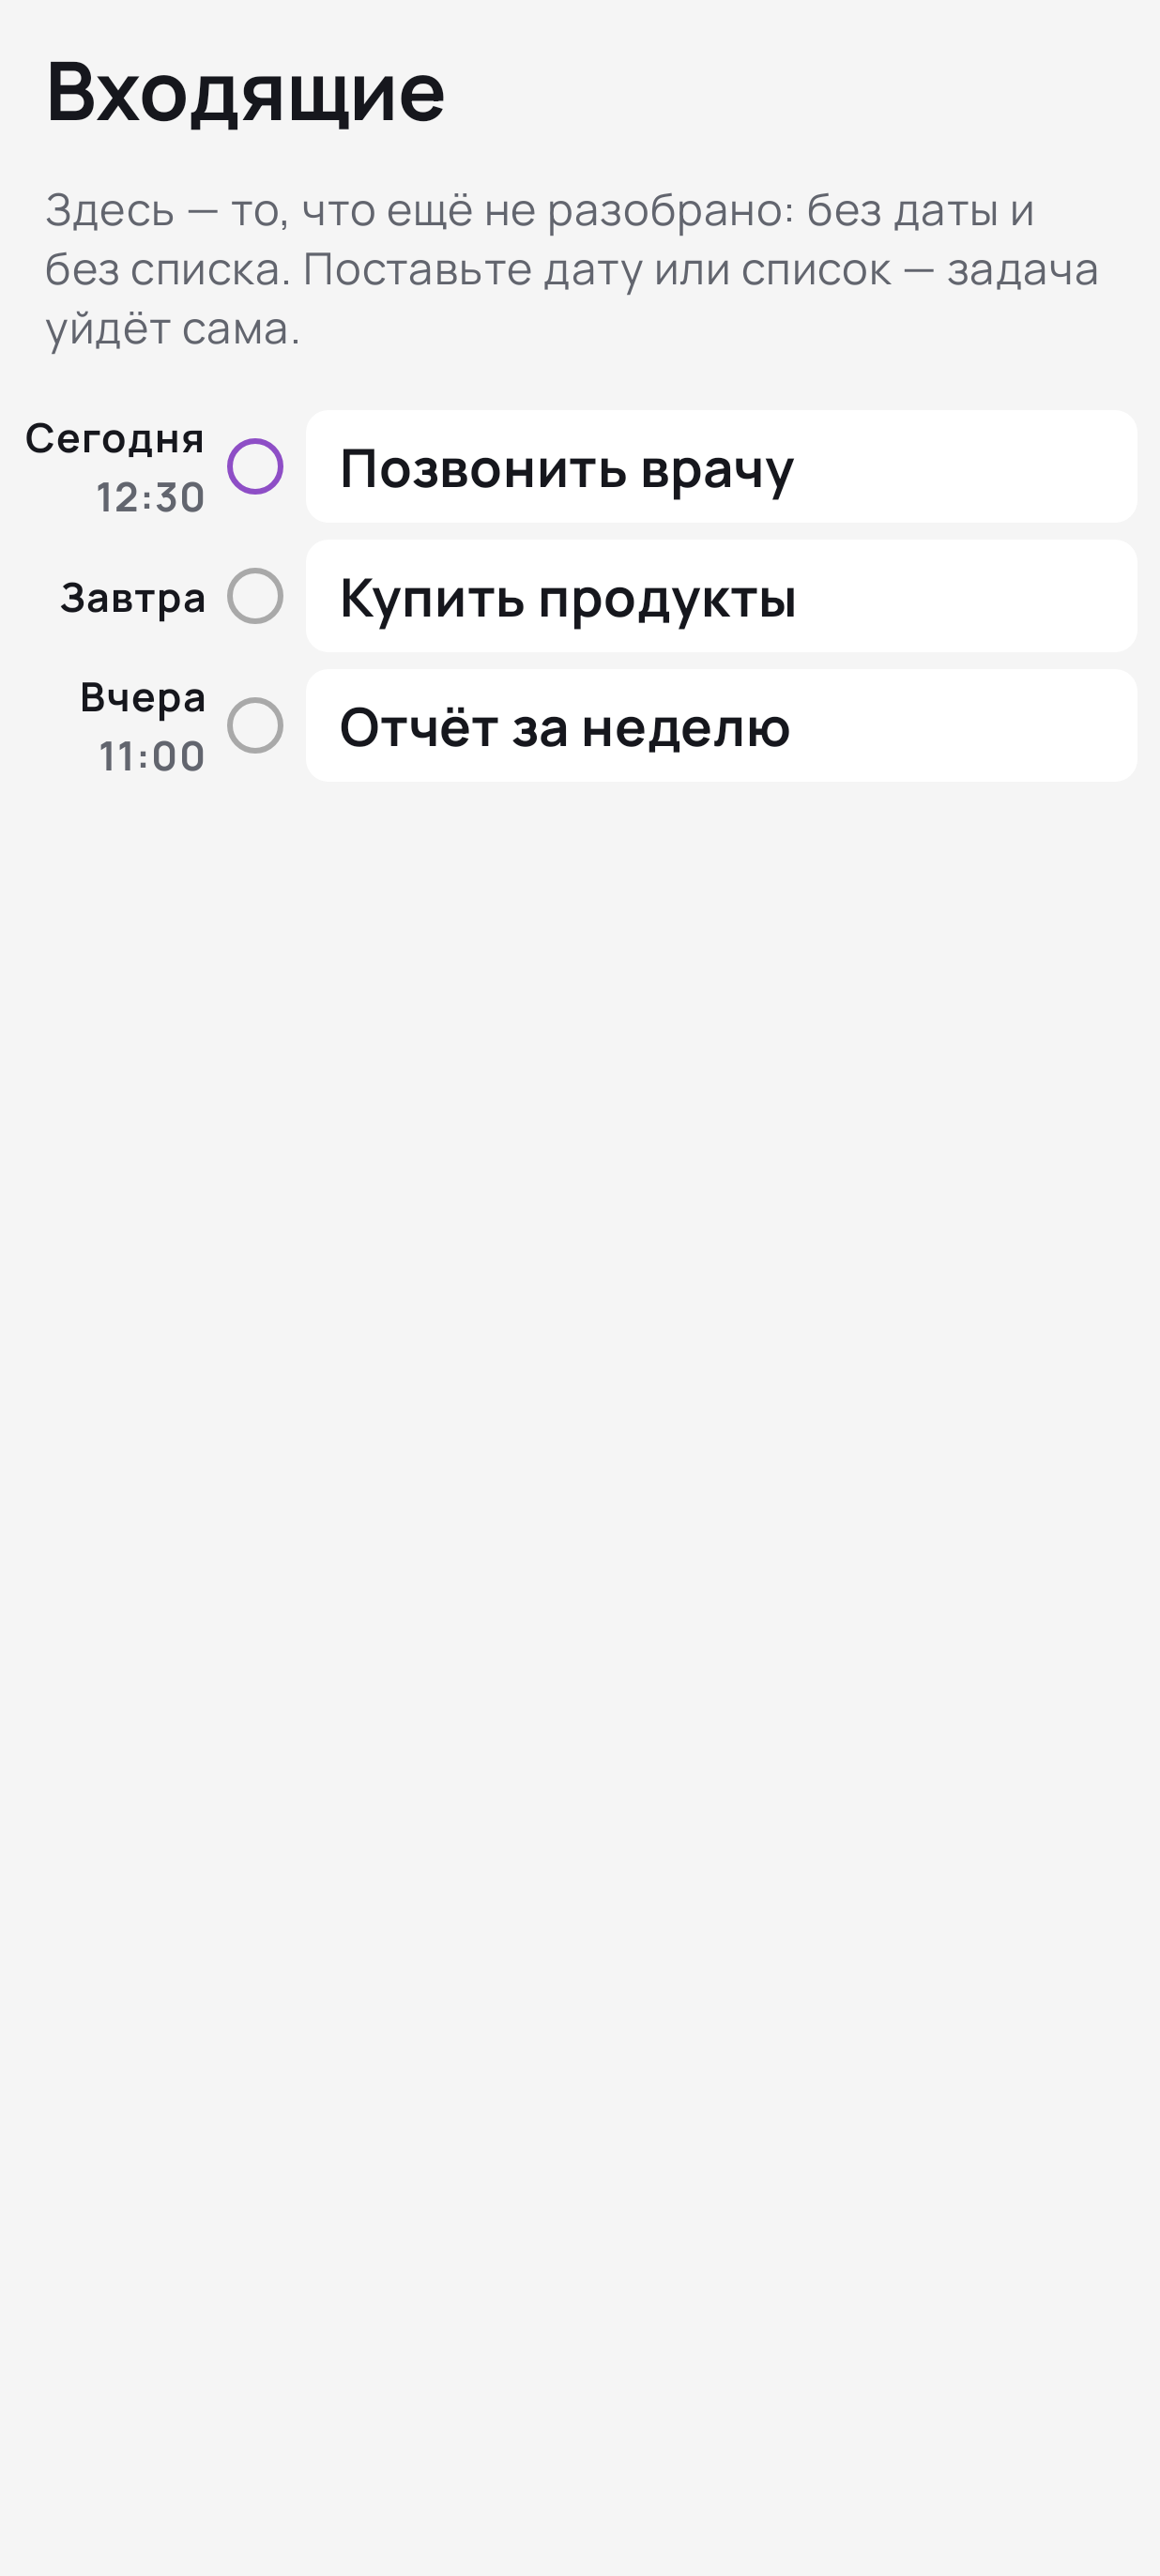 Входящие
Здесь — то, что ещё не разобрано: без даты и
без списка. Поставьте дату или список — задача
уйдёт сама.
Сегодня
12:30
Позвонить врачу
Завтра
Купить продукты
Вчера
11:00
Отчёт за неделю